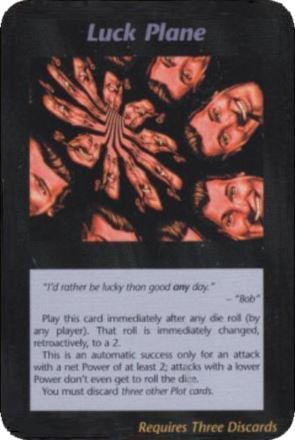 Luck Plane
"I'd rather be lucky than good any day."
– "Bob"
Play this card immediately after any die roll (by
any player). That roll is immediately changed,
retroactively, to a 2.
This is an automatic success only for an attack
with a net Power of at least 2; attacks with a lower
Power don't even get to roll the dice.
You must discard three other Plot cards.
Requires Three Discards